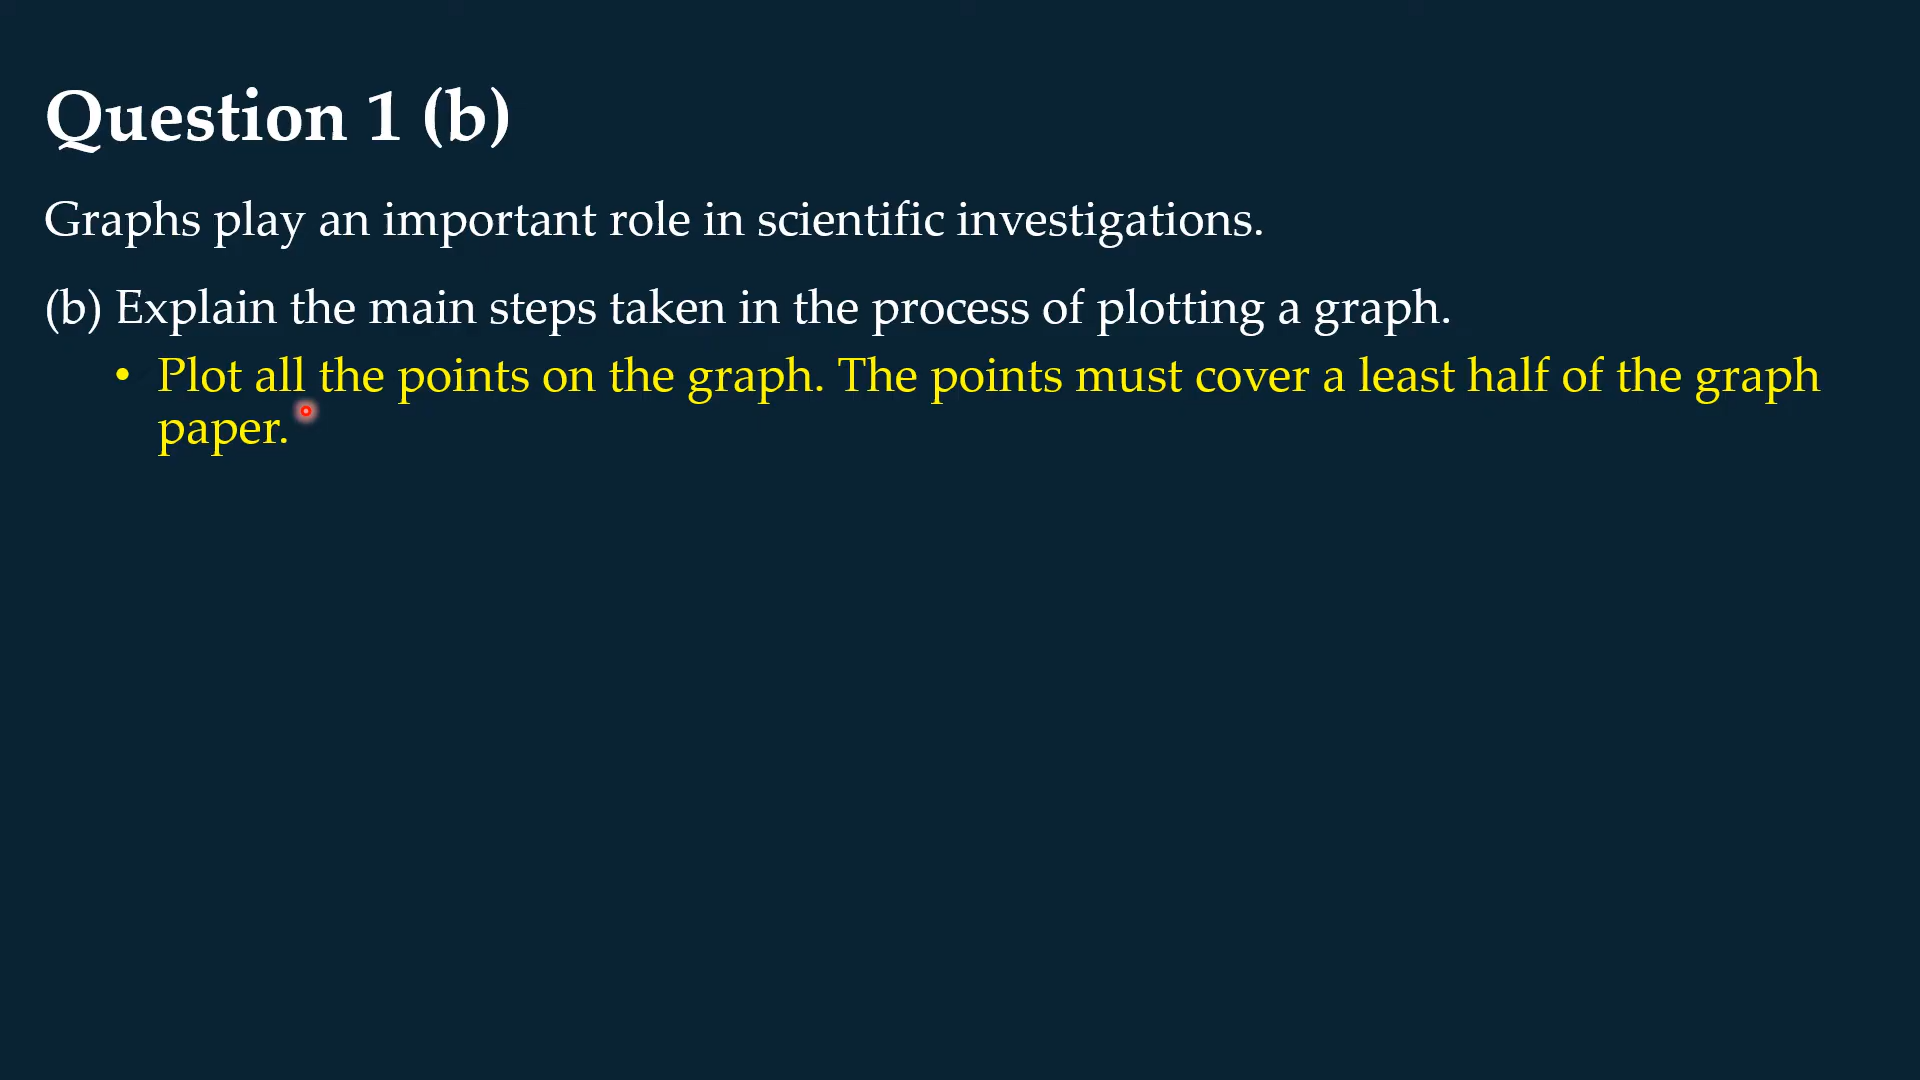 Question 1 (b)
Graphs play an important role in scientific investigations.
(b) Explain the main steps taken in the process of plotting a graph.
• Plot all the points on the graph. The points must cover a least half of the graph
paper.